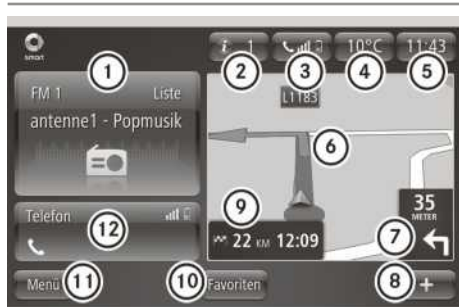 smart
i 1
10°C
11:43
1
2
3
4
5
FM 1 Liste
antenne1 - Popmusik
L1183
6
9
35
METER
22 KM 12:09
7
Telefon
12
Menü
11
10
Favoriten
8
+